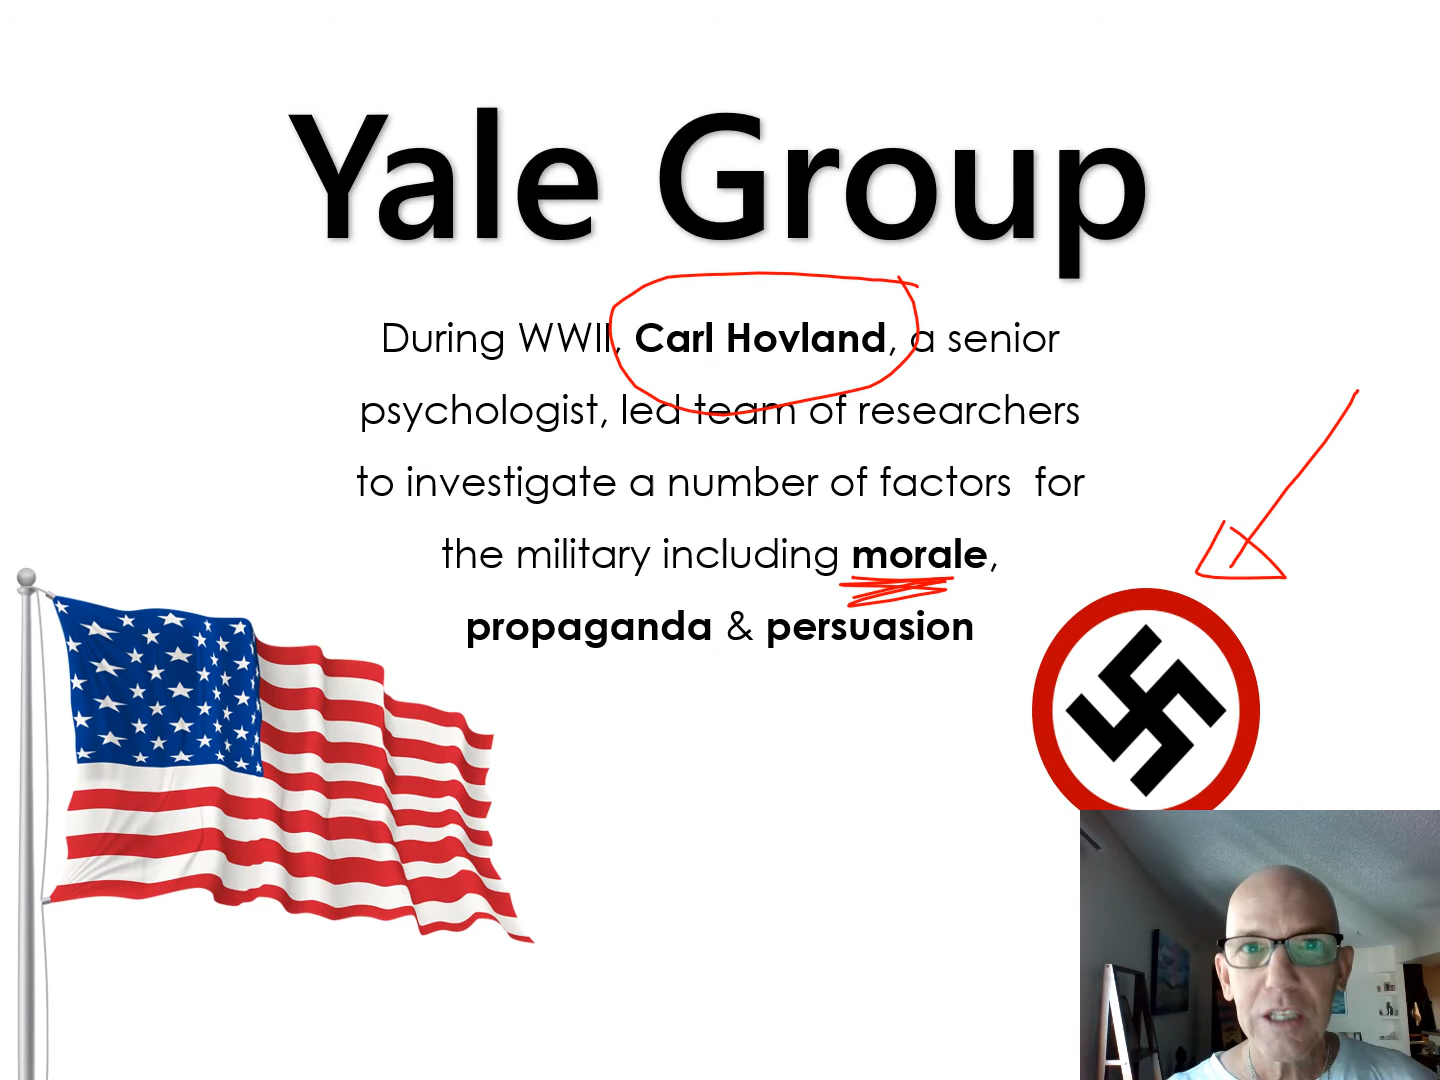 Yale Group
During WWII, Carl Hovland, a senior
psychologist, led team of researchers
to investigate a number of factors for
the military including morale,
propaganda & persuasion